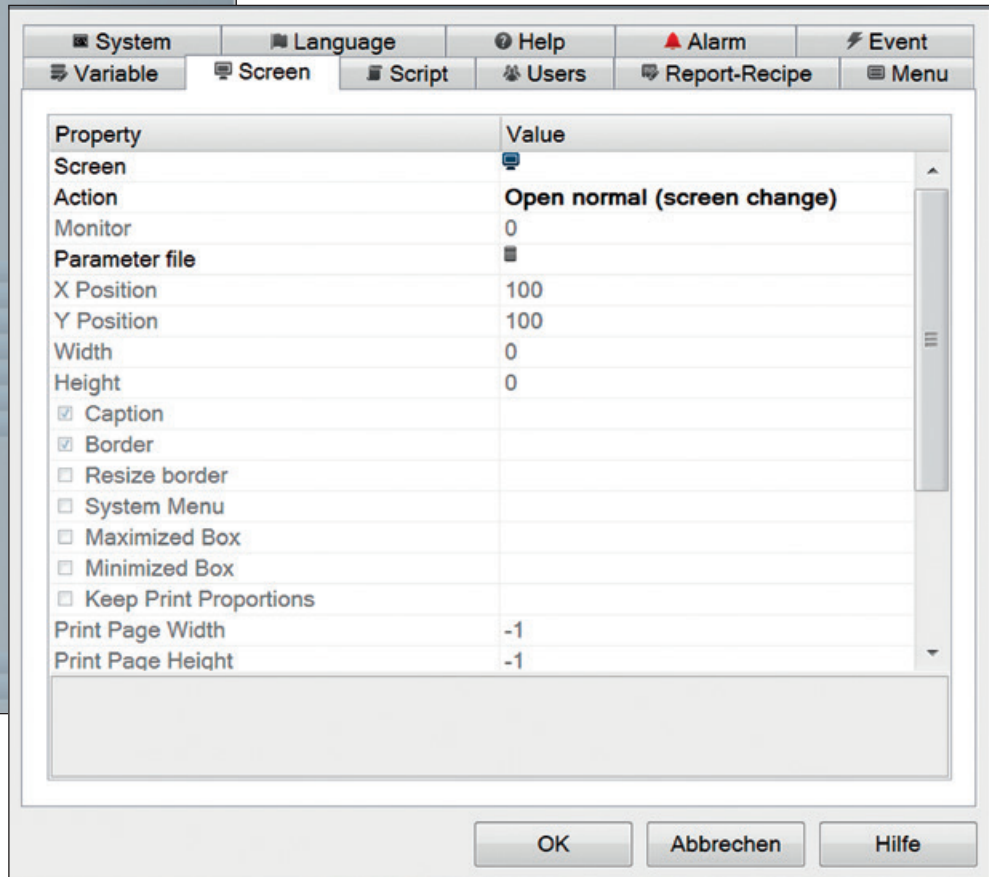 System Language Help Alarm Event
Variable Screen Script Users Report-Recipe Menu
Property Value
Screen
Action Open normal (screen change)
Monitor 0
Parameter file
X Position 100
Y Position 100
Width 0
Height 0
Caption
Border
Resize border
System Menu
Maximized Box
Minimized Box
Keep Print Proportions
Print Page Width -1
Print Page Height -1
OK Abbrechen Hilfe